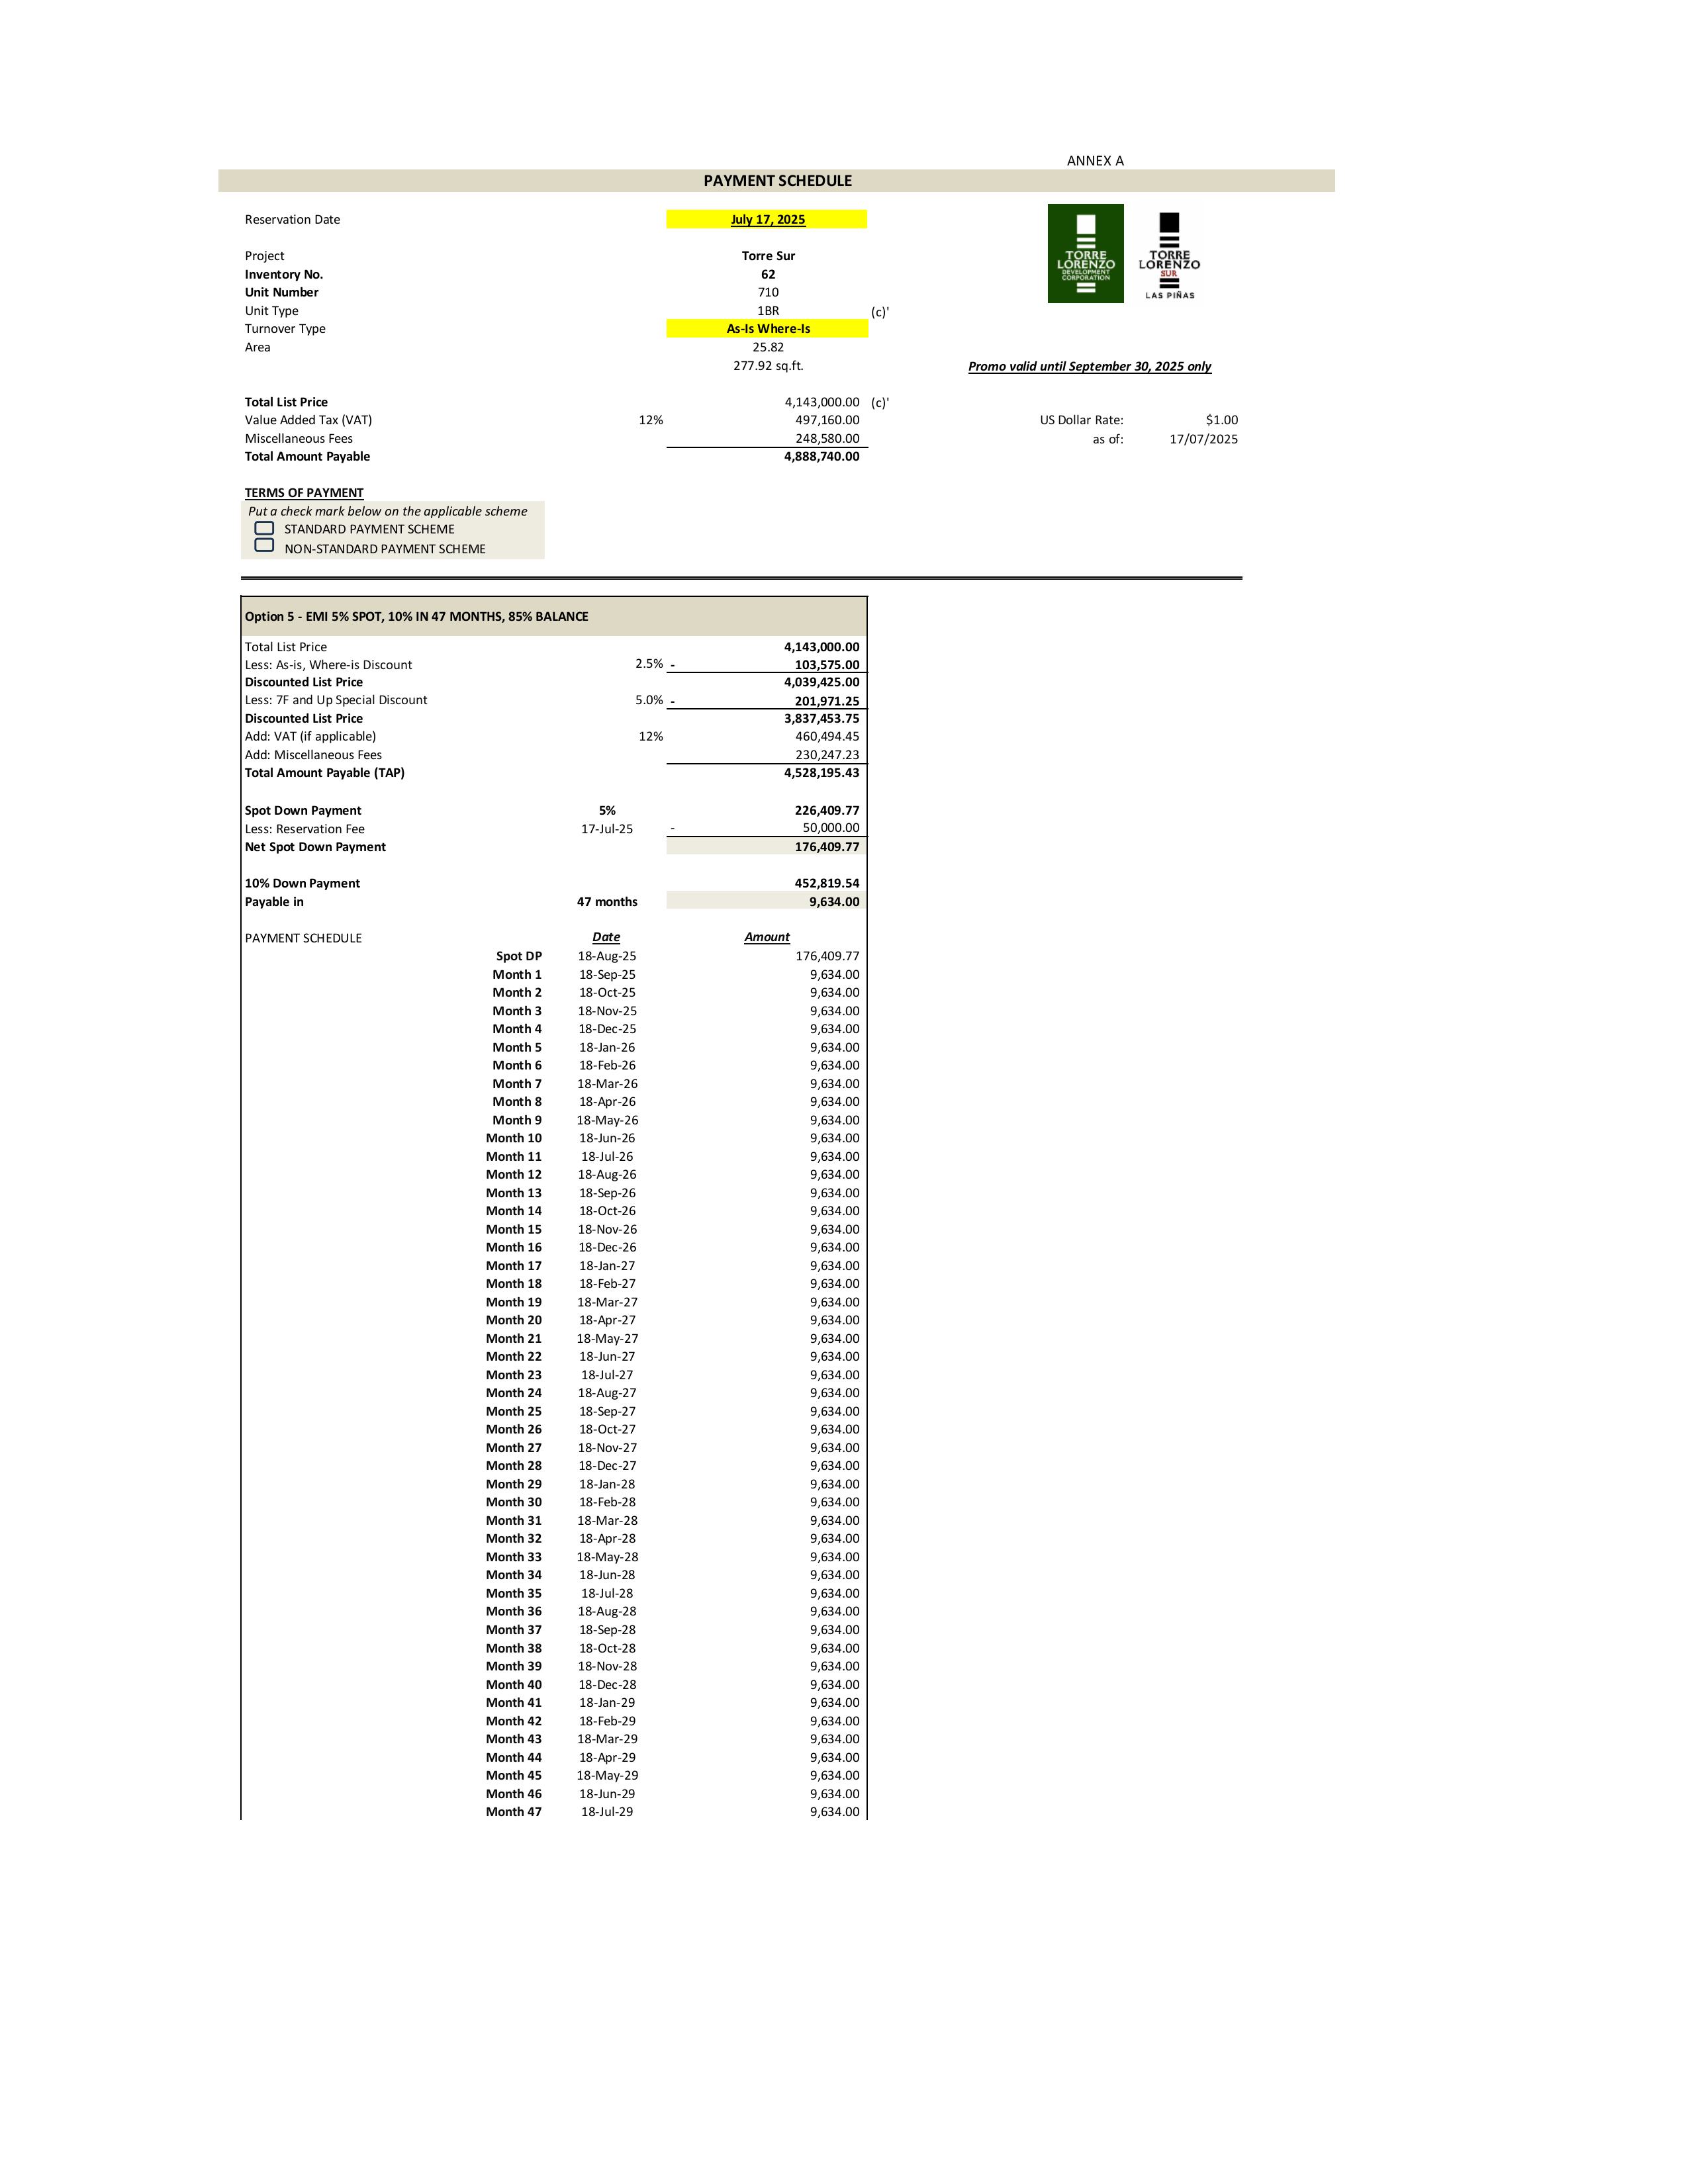 ANNEX A
PAYMENT SCHEDULE
Reservation Date July 17, 2025
TORRE LORENZO DEVELOPMENT CORPORATION
TORRE LORENZO SUR LAS PIÑAS
Project Torre Sur
Inventory No. 62
Unit Number 710
Unit Type 1BR (c)'
Turnover Type As-Is Where-Is
Area 25.82
277.92 sq.ft. Promo valid until September 30, 2025 only
Total List Price 4,143,000.00 (c)'
Value Added Tax (VAT) 12% 497,160.00 US Dollar Rate: $1.00
Miscellaneous Fees 248,580.00 as of: 17/07/2025
Total Amount Payable 4,888,740.00
TERMS OF PAYMENT
Put a check mark below on the applicable scheme
STANDARD PAYMENT SCHEME
NON-STANDARD PAYMENT SCHEME
Option 5 - EMI 5% SPOT, 10% IN 47 MONTHS, 85% BALANCE
Total List Price 4,143,000.00
Less: As-is, Where-is Discount 2.5% - 103,575.00
Discounted List Price 4,039,425.00
Less: 7F and Up Special Discount 5.0% - 201,971.25
Discounted List Price 3,837,453.75
Add: VAT (if applicable) 12% 460,494.45
Add: Miscellaneous Fees 230,247.23
Total Amount Payable (TAP) 4,528,195.43
Spot Down Payment 5% 226,409.77
Less: Reservation Fee 17-Jul-25 - 50,000.00
Net Spot Down Payment 176,409.77
10% Down Payment 452,819.54
Payable in 47 months 9,634.00
PAYMENT SCHEDULE Date Amount
Spot DP 18-Aug-25 176,409.77
Month 1 18-Sep-25 9,634.00
Month 2 18-Oct-25 9,634.00
Month 3 18-Nov-25 9,634.00
Month 4 18-Dec-25 9,634.00
Month 5 18-Jan-26 9,634.00
Month 6 18-Feb-26 9,634.00
Month 7 18-Mar-26 9,634.00
Month 8 18-Apr-26 9,634.00
Month 9 18-May-26 9,634.00
Month 10 18-Jun-26 9,634.00
Month 11 18-Jul-26 9,634.00
Month 12 18-Aug-26 9,634.00
Month 13 18-Sep-26 9,634.00
Month 14 18-Oct-26 9,634.00
Month 15 18-Nov-26 9,634.00
Month 16 18-Dec-26 9,634.00
Month 17 18-Jan-27 9,634.00
Month 18 18-Feb-27 9,634.00
Month 19 18-Mar-27 9,634.00
Month 20 18-Apr-27 9,634.00
Month 21 18-May-27 9,634.00
Month 22 18-Jun-27 9,634.00
Month 23 18-Jul-27 9,634.00
Month 24 18-Aug-27 9,634.00
Month 25 18-Sep-27 9,634.00
Month 26 18-Oct-27 9,634.00
Month 27 18-Nov-27 9,634.00
Month 28 18-Dec-27 9,634.00
Month 29 18-Jan-28 9,634.00
Month 30 18-Feb-28 9,634.00
Month 31 18-Mar-28 9,634.00
Month 32 18-Apr-28 9,634.00
Month 33 18-May-28 9,634.00
Month 34 18-Jun-28 9,634.00
Month 35 18-Jul-28 9,634.00
Month 36 18-Aug-28 9,634.00
Month 37 18-Sep-28 9,634.00
Month 38 18-Oct-28 9,634.00
Month 39 18-Nov-28 9,634.00
Month 40 18-Dec-28 9,634.00
Month 41 18-Jan-29 9,634.00
Month 42 18-Feb-29 9,634.00
Month 43 18-Mar-29 9,634.00
Month 44 18-Apr-29 9,634.00
Month 45 18-May-29 9,634.00
Month 46 18-Jun-29 9,634.00
Month 47 18-Jul-29 9,634.00